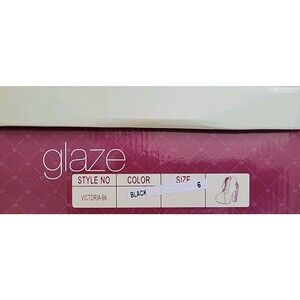 glaze
STYLE NO COLOR SIZE
VICTORIA-66 BLACK 6